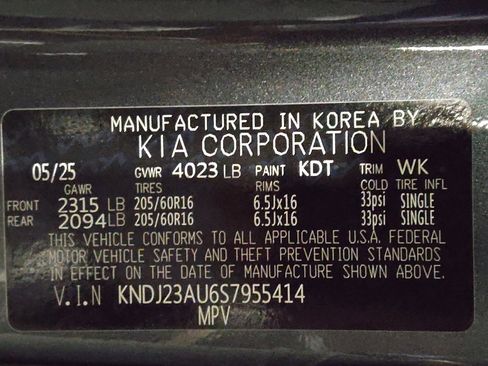 MANUFACTURED IN KOREA BY
KIA CORPORATION
05/25 GVWR 4023 LB PAINT KDT TRIM WK
GAWR TIRES RIMS COLD TIRE INFL
FRONT 2315 LB 205/60R16 6.5Jx16 33psi SINGLE
REAR 2094 LB 205/60R16 6.5Jx16 33psi SINGLE
THIS VEHICLE CONFORMS TO ALL APPLICABLE U.S.A. FEDERAL
MOTOR VEHICLE SAFETY AND THEFT PREVENTION STANDARDS
IN EFFECT ON THE DATE OF MANUFACTURE SHOWN ABOVE.
V.I.N KNDJ23AU6S7955414
MPV